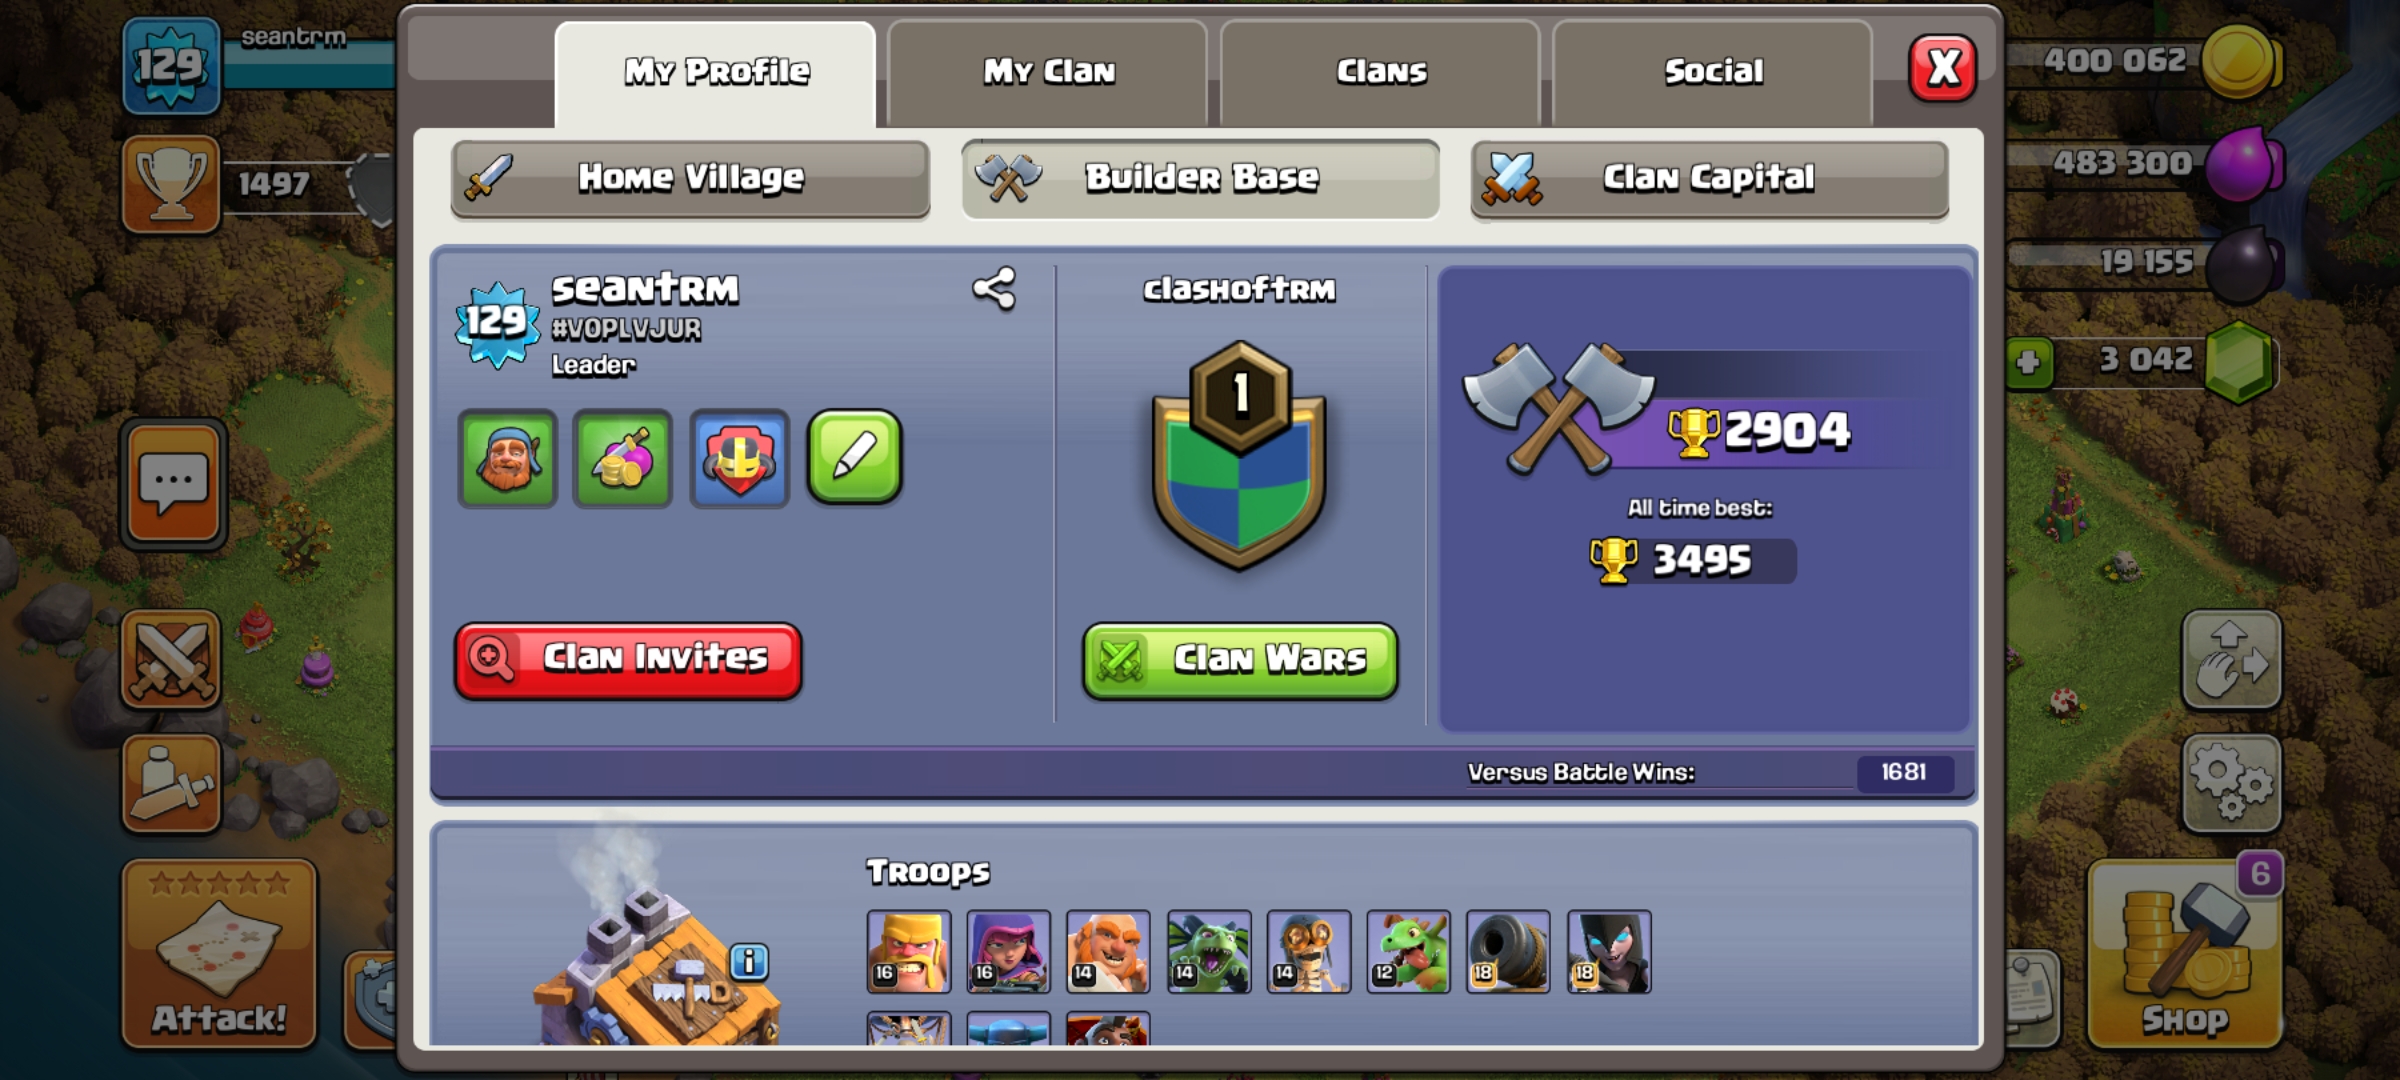 129
seantrm
1497
My Profile
My Clan
Clans
Social
X
400 062
483 300
19 155
3 042
Home Village
Builder Base
Clan Capital
129
seantrm
#VOPLVJUR
Leader
clashoftrm
1
2904
All time best:
3495
Clan Invites
Clan Wars
Versus Battle Wins:
1681
Troops
i
16
16
14
14
14
12
18
18
Attack!
6
Shop